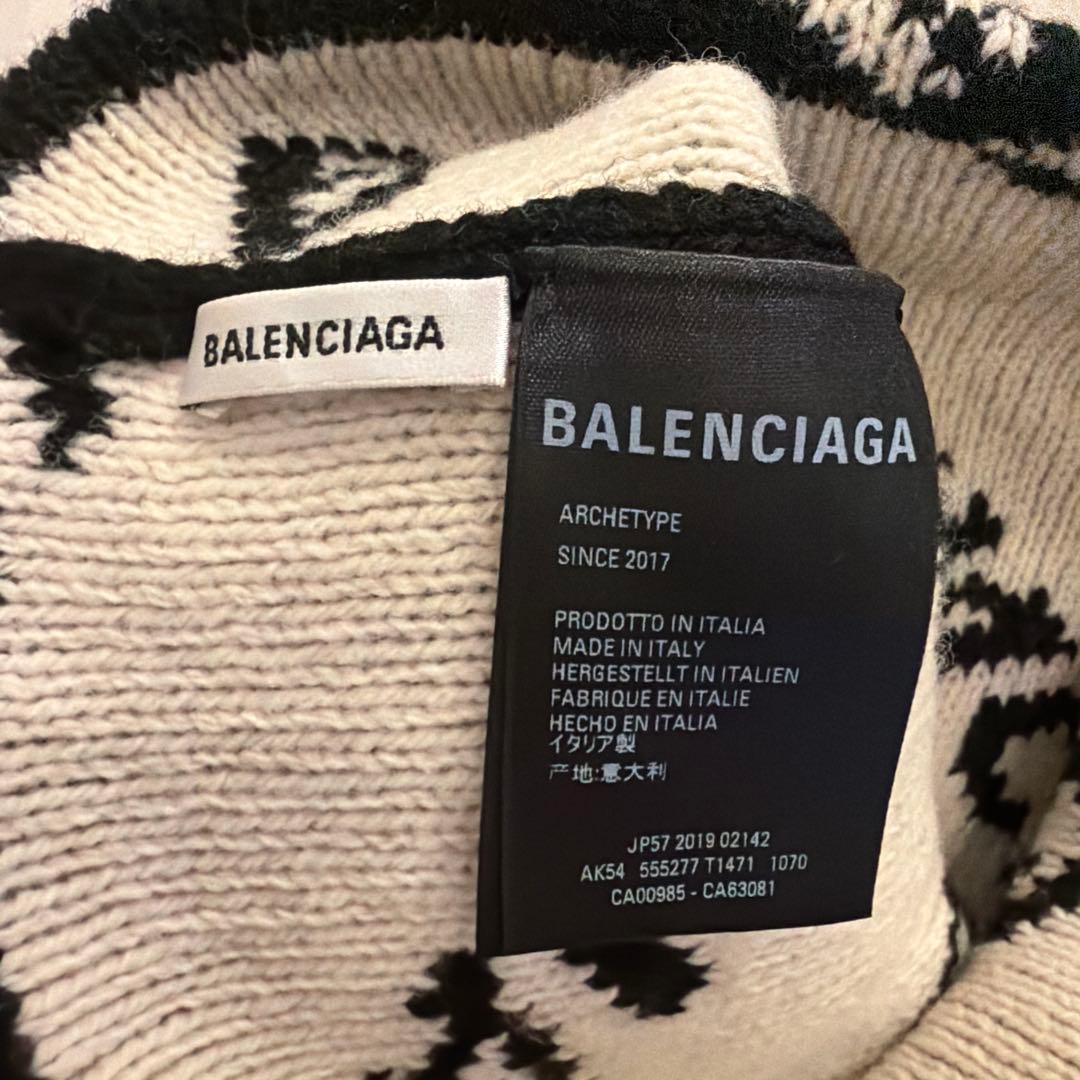 BALENCIAGA
BALENCIAGA
ARCHETYPE
SINCE 2017
PRODOTTO IN ITALIA
MADE IN ITALY
HERGESTELLT IN ITALIEN
FABRIQUE EN ITALIE
HECHO EN ITALIA
イタリア製
产地:意大利
JP57 2019 02142
AK54 555277 T1471 1070
CA00985 - CA63081